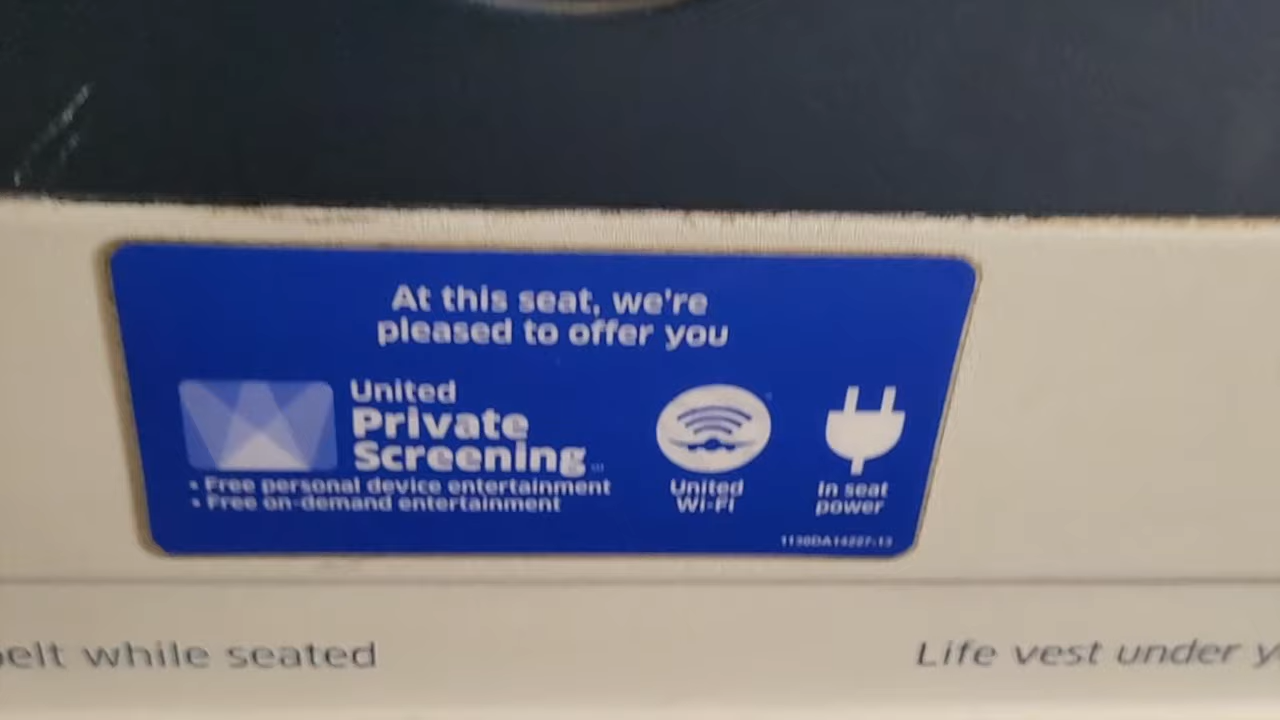 At this seat, we're
pleased to offer you
United
Private
Screening
• Free personal device entertainment
• Free on-demand entertainment
United
Wi-Fi
In seat
power
while seated
Life vest under